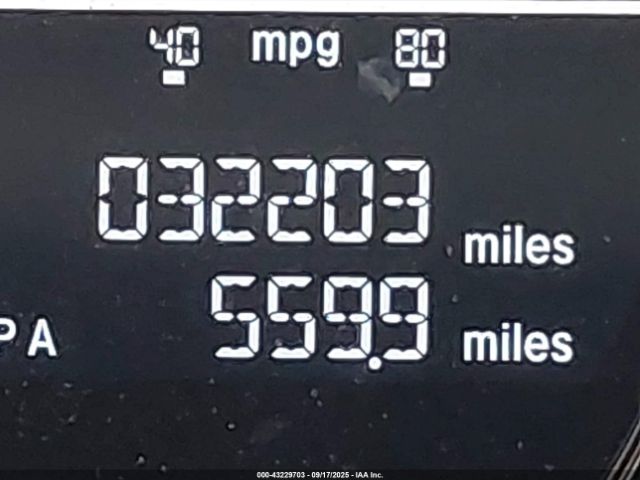 40 mpg 80
032203 miles
P A 559.9 miles
000-43229703 - 09/17/2025 - IAA Inc.